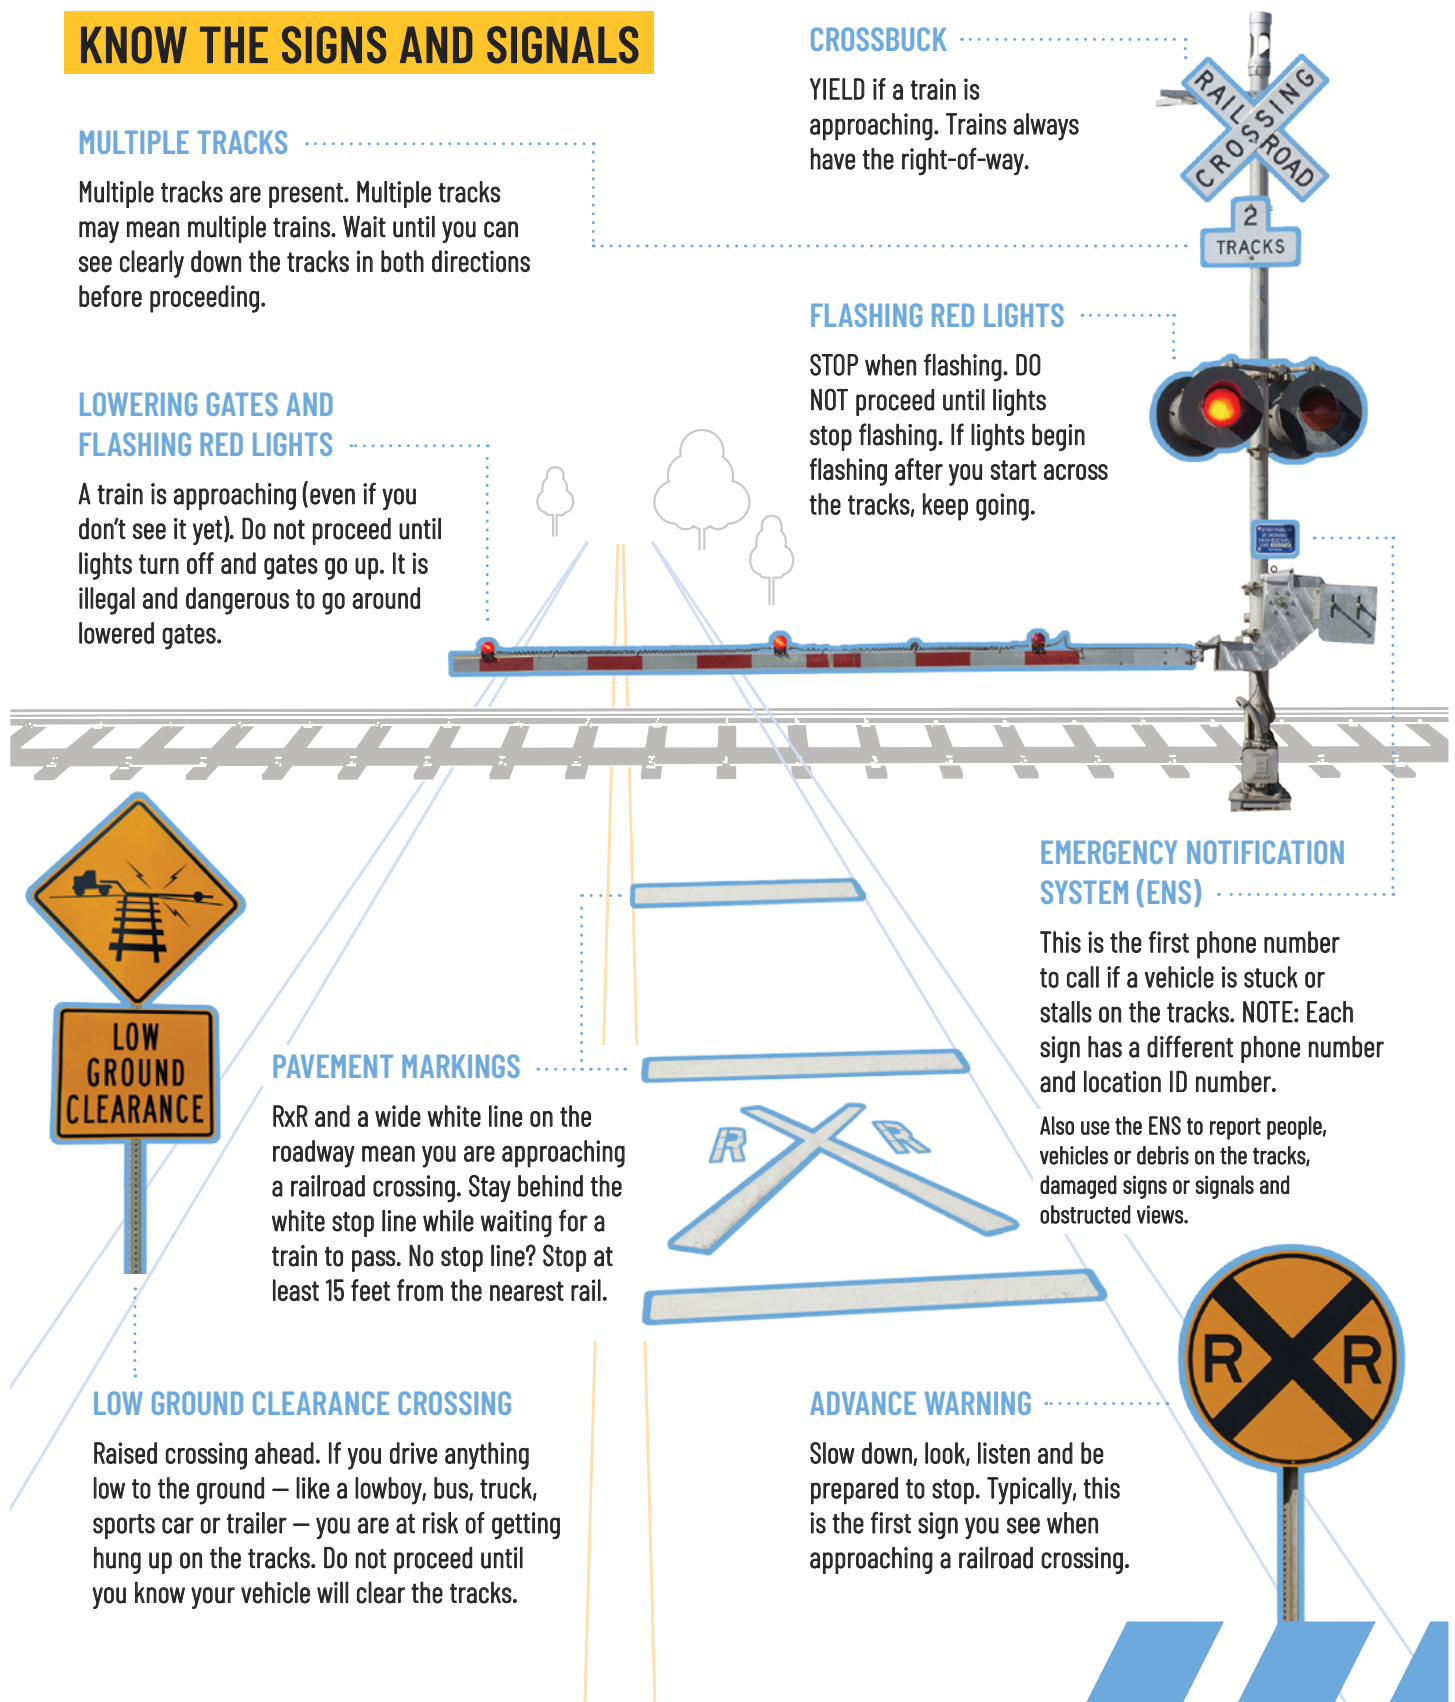 KNOW THE SIGNS AND SIGNALS
MULTIPLE TRACKS
Multiple tracks are present. Multiple tracks
may mean multiple trains. Wait until you can
see clearly down the tracks in both directions
before proceeding.
LOWERING GATES AND
FLASHING RED LIGHTS
A train is approaching (even if you
don’t see it yet). Do not proceed until
lights turn off and gates go up. It is
illegal and dangerous to go around
lowered gates.
CROSSBUCK
YIELD if a train is
approaching. Trains always
have the right-of-way.
RAILROAD
CROSSING
2
TRACKS
FLASHING RED LIGHTS
STOP when flashing. DO
NOT proceed until lights
stop flashing. If lights begin
flashing after you start across
the tracks, keep going.
EMERGENCY NOTIFICATION
SYSTEM (ENS)
This is the first phone number
to call if a vehicle is stuck or
stalls on the tracks. NOTE: Each
sign has a different phone number
and location ID number.
Also use the ENS to report people,
vehicles or debris on the tracks,
damaged signs or signals and
obstructed views.
LOW
GROUND
CLEARANCE
PAVEMENT MARKINGS
RxR and a wide white line on the
roadway mean you are approaching
a railroad crossing. Stay behind the
white stop line while waiting for a
train to pass. No stop line? Stop at
least 15 feet from the nearest rail.
R R
LOW GROUND CLEARANCE CROSSING
Raised crossing ahead. If you drive anything
low to the ground — like a lowboy, bus, truck,
sports car or trailer — you are at risk of getting
hung up on the tracks. Do not proceed until
you know your vehicle will clear the tracks.
ADVANCE WARNING
Slow down, look, listen and be
prepared to stop. Typically, this
is the first sign you see when
approaching a railroad crossing.
R R